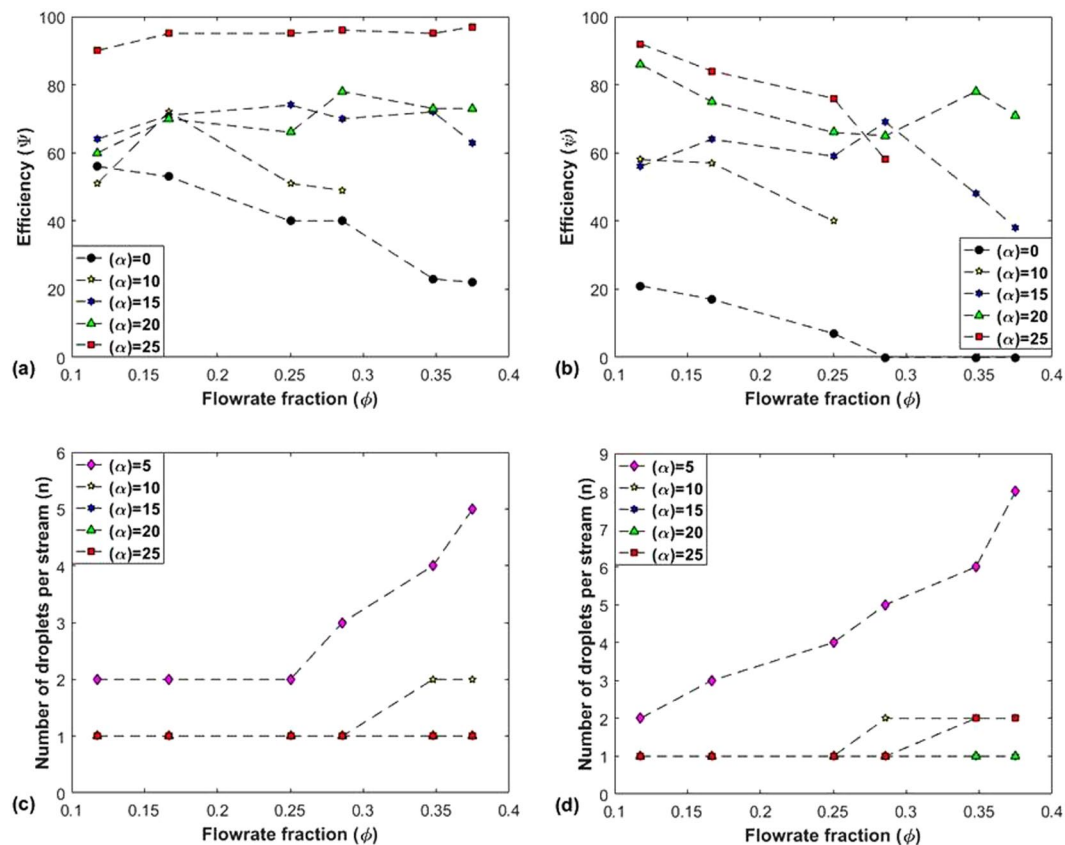 100
80
60
40
20
0
Efficiency (Ψ)
(α)=0
(α)=10
(α)=15
(α)=20
(α)=25
(a)
0.1 0.15 0.2 0.25 0.3 0.35 0.4
Flowrate fraction (ϕ)
100
80
60
40
20
0
Efficiency (ψ)
(α)=0
(α)=10
(α)=15
(α)=20
(α)=25
(b)
0.1 0.15 0.2 0.25 0.3 0.35 0.4
Flowrate fraction (ϕ)
6
5
4
3
2
1
0
Number of droplets per stream (n)
(α)=5
(α)=10
(α)=15
(α)=20
(α)=25
(c)
0.1 0.15 0.2 0.25 0.3 0.35 0.4
Flowrate fraction (ϕ)
9
8
7
6
5
4
3
2
1
0
Number of droplets per stream (n)
(α)=5
(α)=10
(α)=15
(α)=20
(α)=25
(d)
0.1 0.15 0.2 0.25 0.3 0.35 0.4
Flowrate fraction (ϕ)